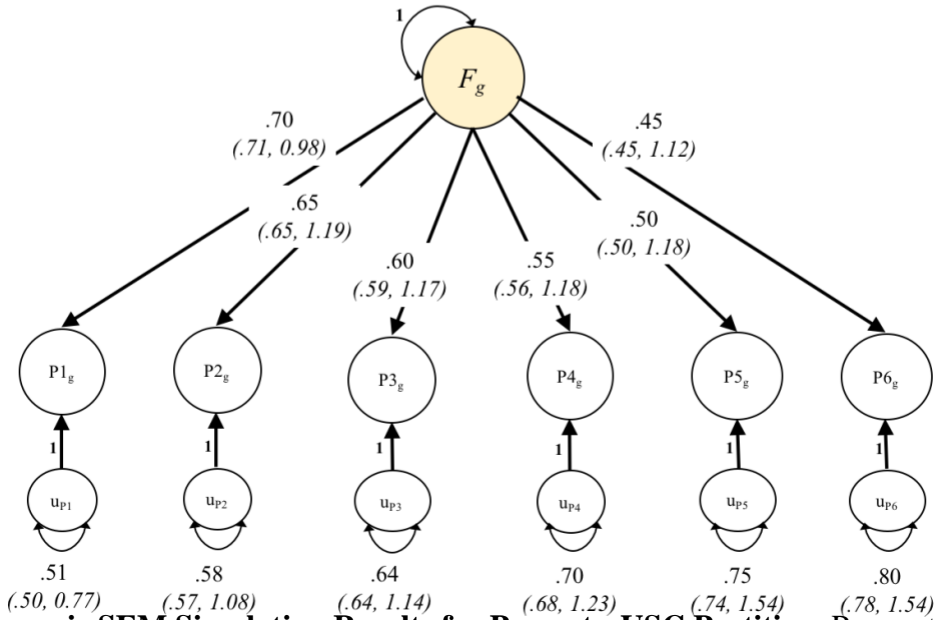 1
F_g
.70
(.71, 0.98)
.45
(.45, 1.12)
.65
(.65, 1.19)
.50
(.50, 1.18)
.60
(.59, 1.17)
.55
(.56, 1.18)
P1_g P2_g P3_g P4_g P5_g P6_g
1 1 1 1 1 1
u_P1 u_P2 u_P3 u_P4 u_P5 u_P6
.51 .58 .64 .70 .75 .80
(.50, 0.77) (.57, 1.08) (.64, 1.14) (.68, 1.23) (.74, 1.54) (.78, 1.54)
SEM Simulation Results for